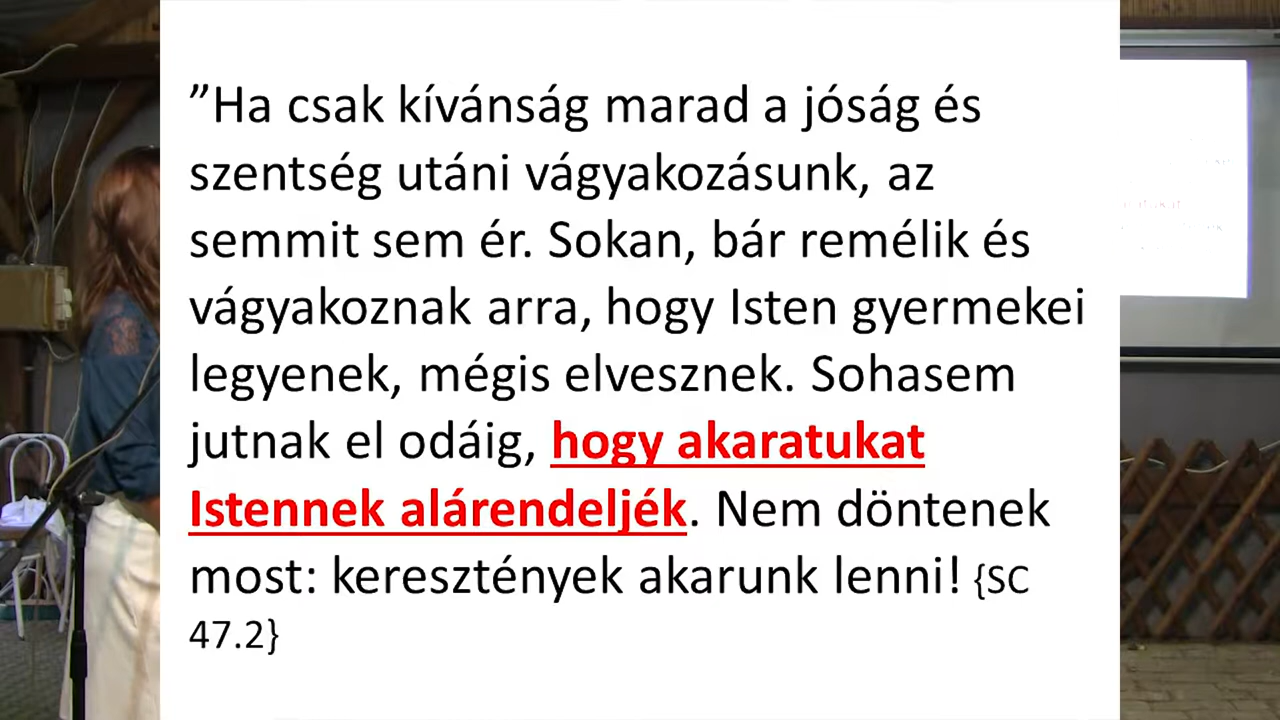 ”Ha csak kívánság marad a jóság és
szentség utáni vágyakozásunk, az
semmit sem ér. Sokan, bár remélik és
vágyakoznak arra, hogy Isten gyermekei
legyenek, mégis elvesznek. Sohasem
jutnak el odáig, hogy akaratukat
Istennek alárendeljék. Nem döntenek
most: keresztények akarunk lenni! {SC
47.2}